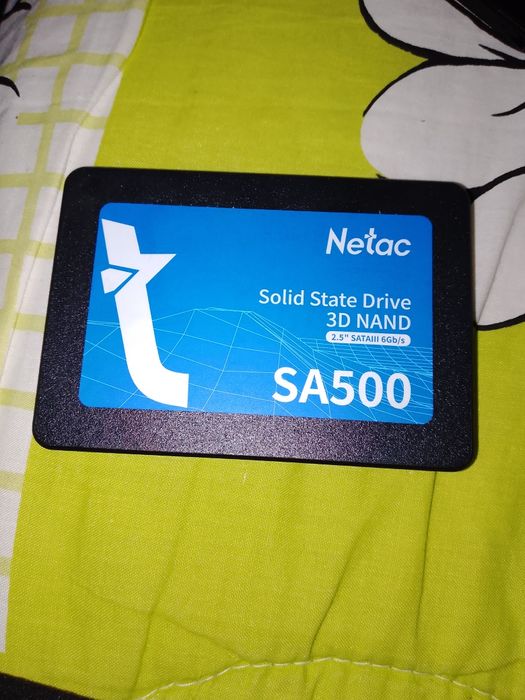 Netac
Solid State Drive
3D NAND
2.5" SATAIII 6Gb/s
SA500